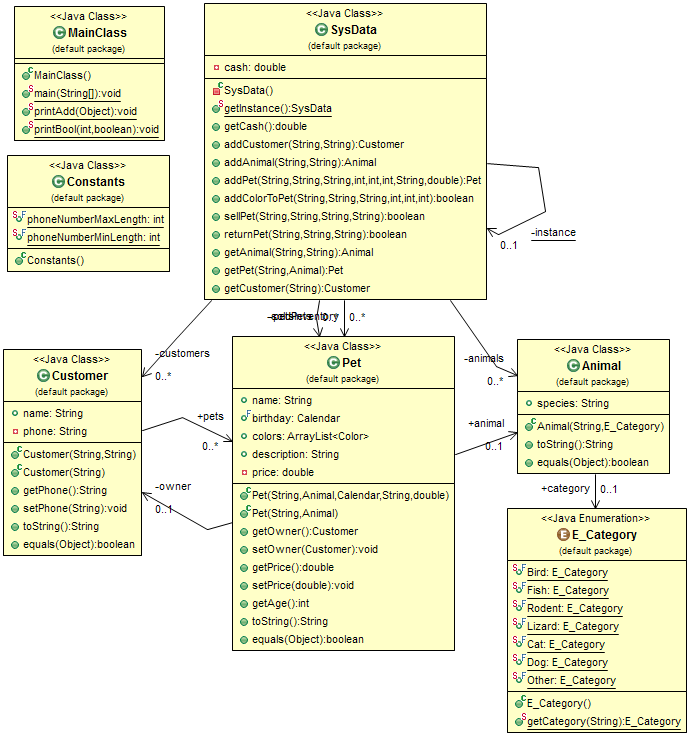 <<Java Class>>
MainClass
(default package)
MainClass()
main(String[]):void
printAdd(Object):void
printBool(int,boolean):void
<<Java Class>>
Constants
(default package)
phoneNumberMaxLength: int
phoneNumberMinLength: int
Constants()
<<Java Class>>
SysData
(default package)
cash: double
SysData()
getInstance():SysData
getCash():double
addCustomer(String,String):Customer
addAnimal(String,String):Animal
addPet(String,String,String,int,int,int,String,double):Pet
addColorToPet(String,String,String,int,int,int):boolean
sellPet(String,String,String,String):boolean
returnPet(String,String,String):boolean
getAnimal(String,String):Animal
getPet(String,Animal):Pet
getCustomer(String):Customer
-instance
0..1
-customers
0..*
0..*
-animals
0..*
<<Java Class>>
Customer
(default package)
name: String
phone: String
Customer(String,String)
Customer(String)
getPhone():String
setPhone(String):void
toString():String
equals(Object):boolean
+pets
0..*
-owner
0..1
<<Java Class>>
Pet
(default package)
name: String
birthday: Calendar
colors: ArrayList<Color>
description: String
price: double
Pet(String,Animal,Calendar,String,double)
Pet(String,Animal)
getOwner():Customer
setOwner(Customer):void
getPrice():double
setPrice(double):void
getAge():int
toString():String
equals(Object):boolean
+animal
0..1
<<Java Class>>
Animal
(default package)
species: String
Animal(String,E_Category)
toString():String
equals(Object):boolean
+category
0..1
<<Java Enumeration>>
E_Category
(default package)
Bird: E_Category
Fish: E_Category
Rodent: E_Category
Lizard: E_Category
Cat: E_Category
Dog: E_Category
Other: E_Category
E_Category()
getCategory(String):E_Category